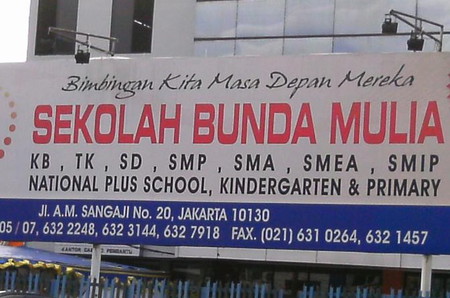 Bimbingan Kita Masa Depan Mereka
SEKOLAH BUNDA MULIA
KB , TK , SD , SMP , SMA , SMEA , SMIP
NATIONAL PLUS SCHOOL, KINDERGARTEN & PRIMARY
Jl. A.M. SANGAJI No. 20, JAKARTA 10130
05 / 07, 632 2248, 632 3144, 632 7918 FAX. (021) 631 0264, 632 1457
KANTOR